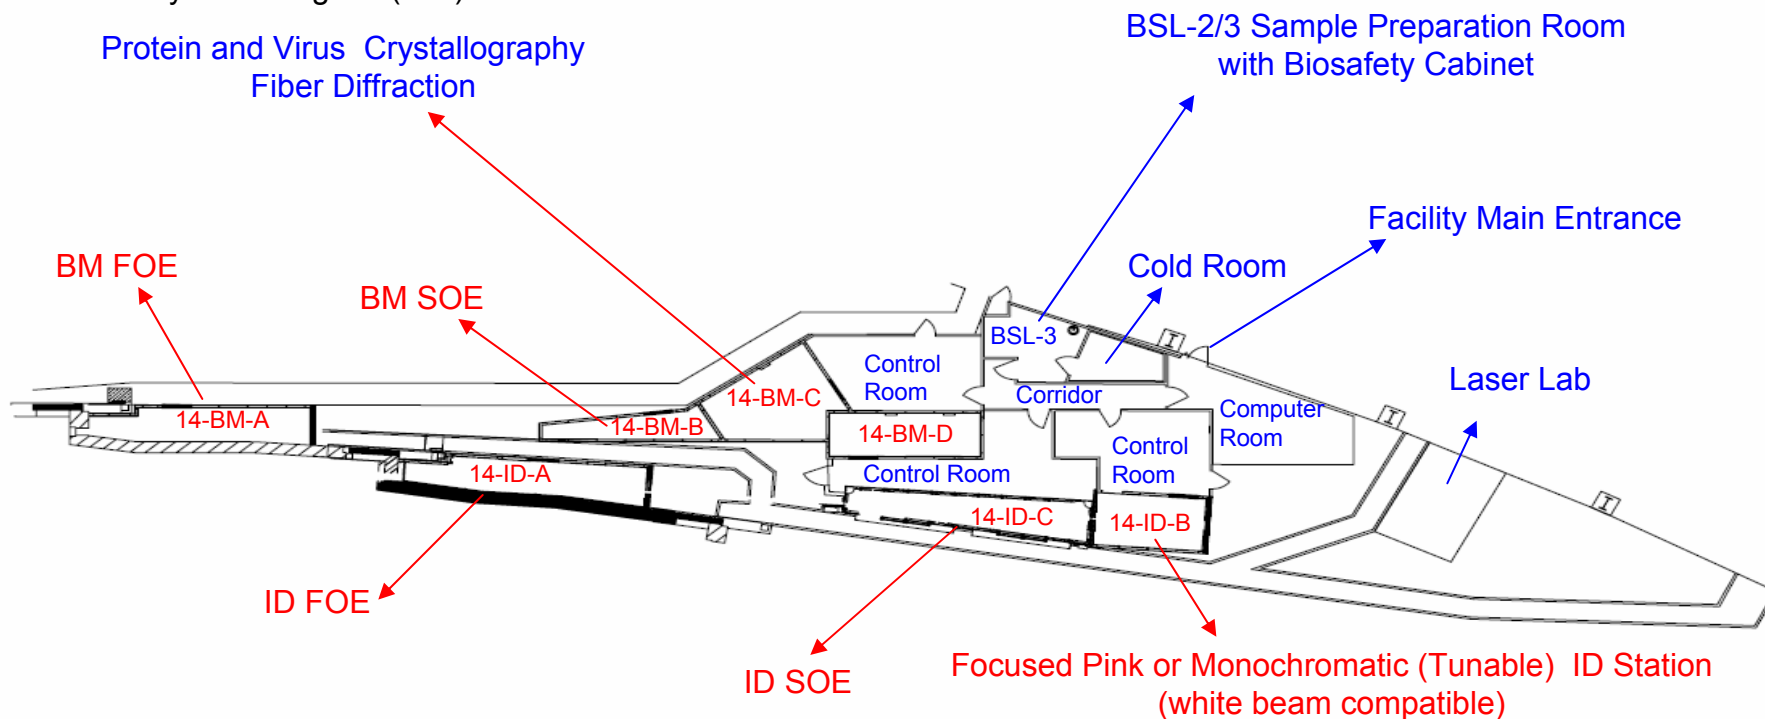 Protein and Virus Crystallography
Fiber Diffraction
BSL-2/3 Sample Preparation Room
with Biosafety Cabinet
Facility Main Entrance
BM FOE
BM SOE
Cold Room
BSL-3
Control
Room
Laser Lab
14-BM-C
Corridor
Computer
Room
14-BM-A
14-BM-B
14-BM-D
Control
Room
14-ID-A
Control Room
14-ID-C
14-ID-B
ID FOE
ID SOE
Focused Pink or Monochromatic (Tunable) ID Station
(white beam compatible)